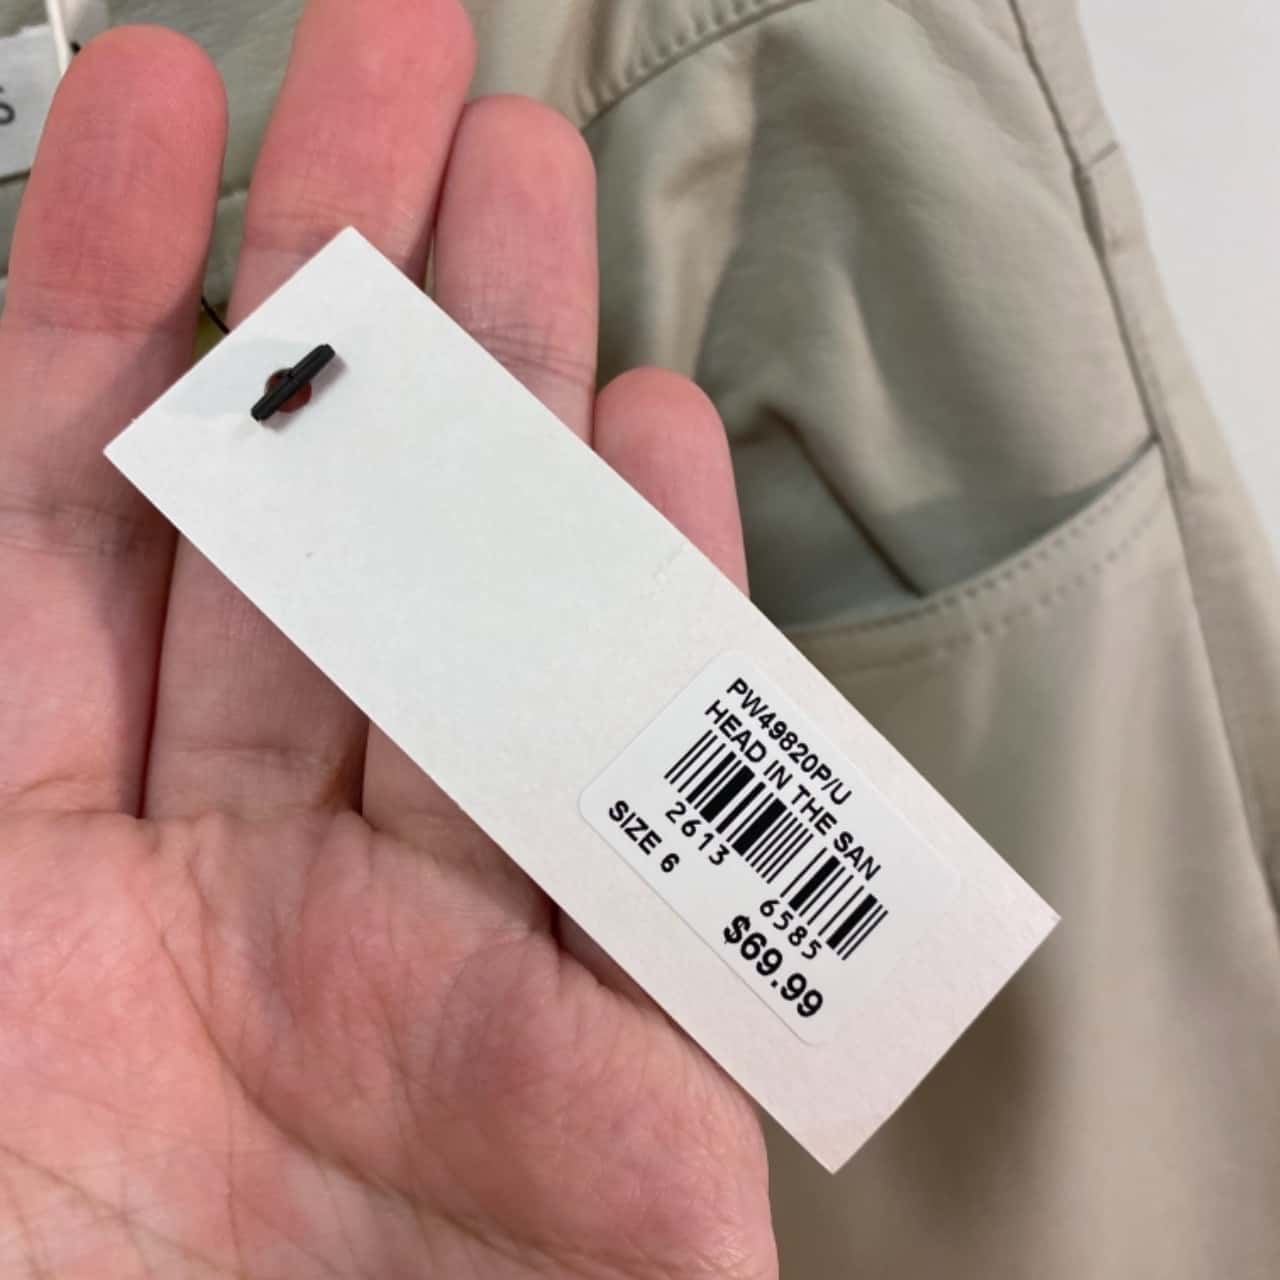 PW49820P/U
HEAD IN THE SAN
2613 6585
SIZE 6
$69.99